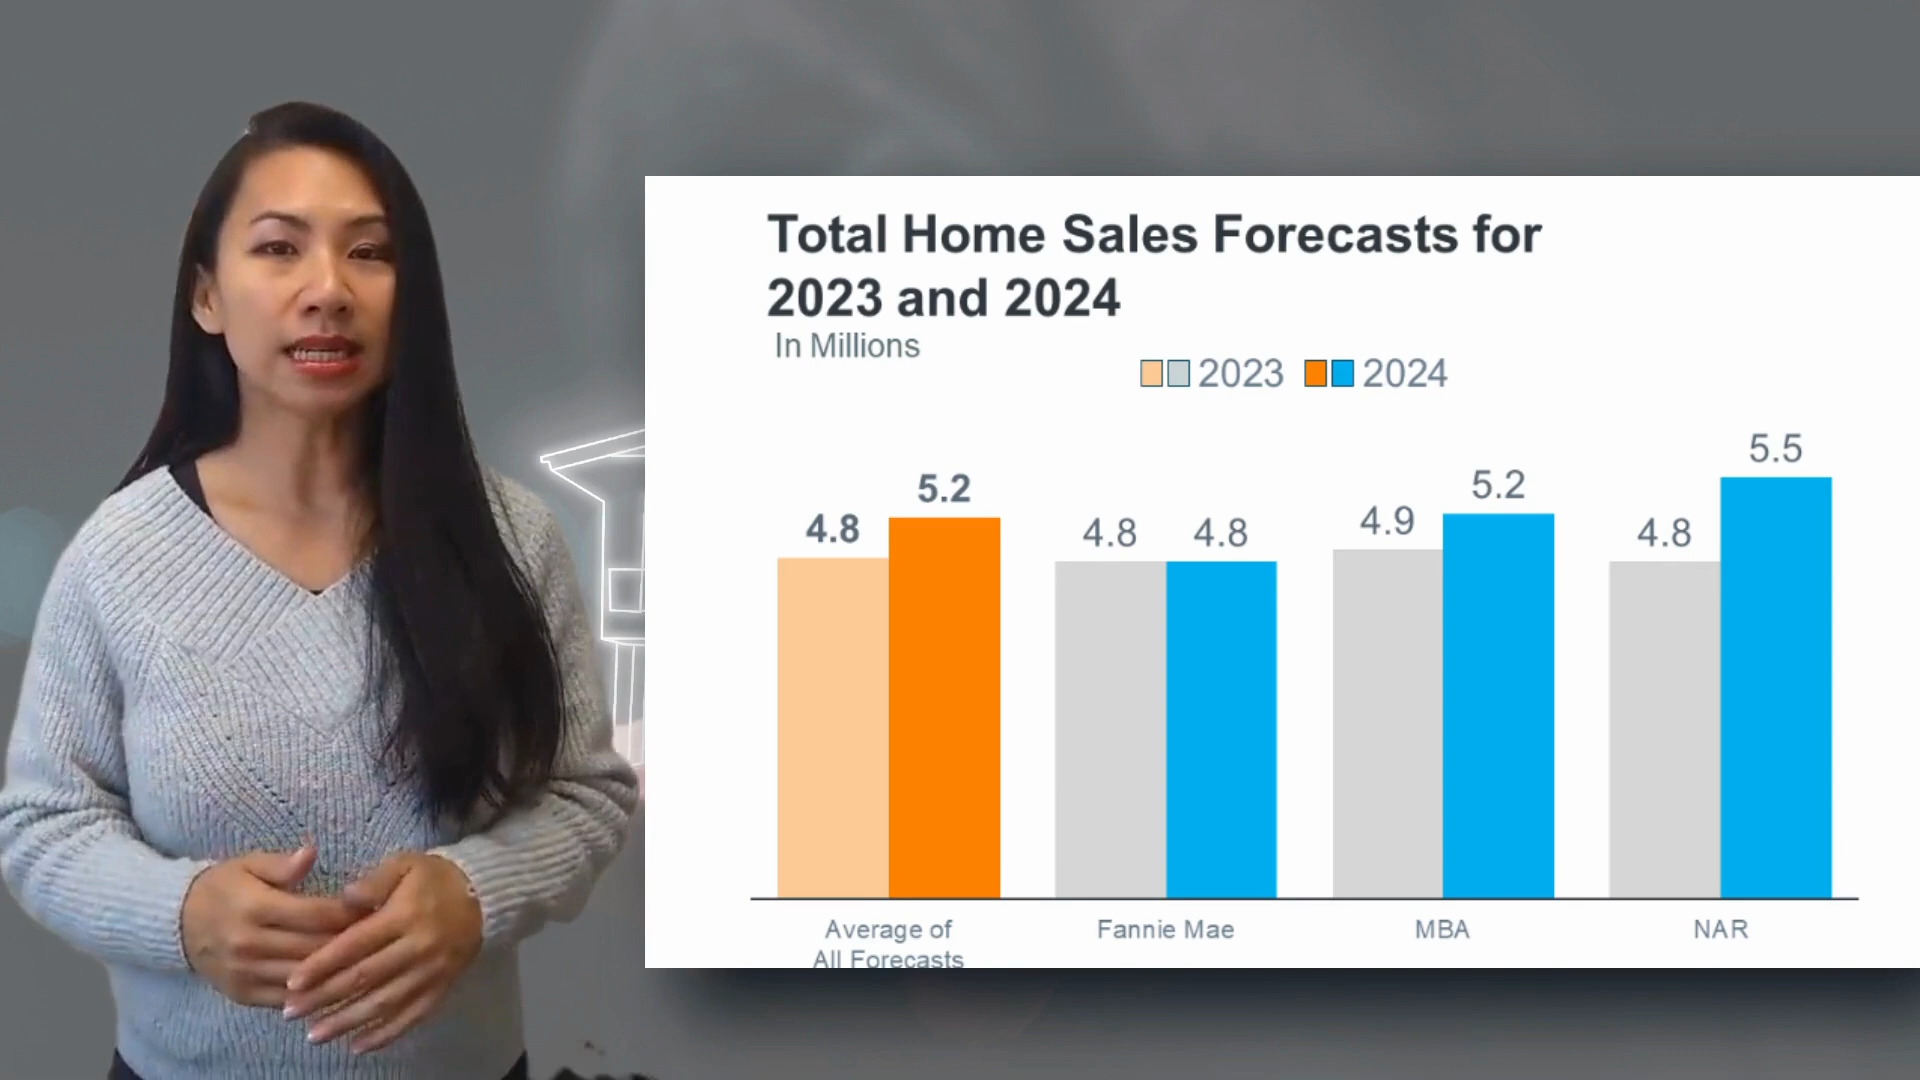 Total Home Sales Forecasts for
2023 and 2024
In Millions
2023 2024
4.8 5.2 4.8 4.8 4.9 5.2 4.8 5.5
Average of
All Forecasts
Fannie Mae
MBA
NAR